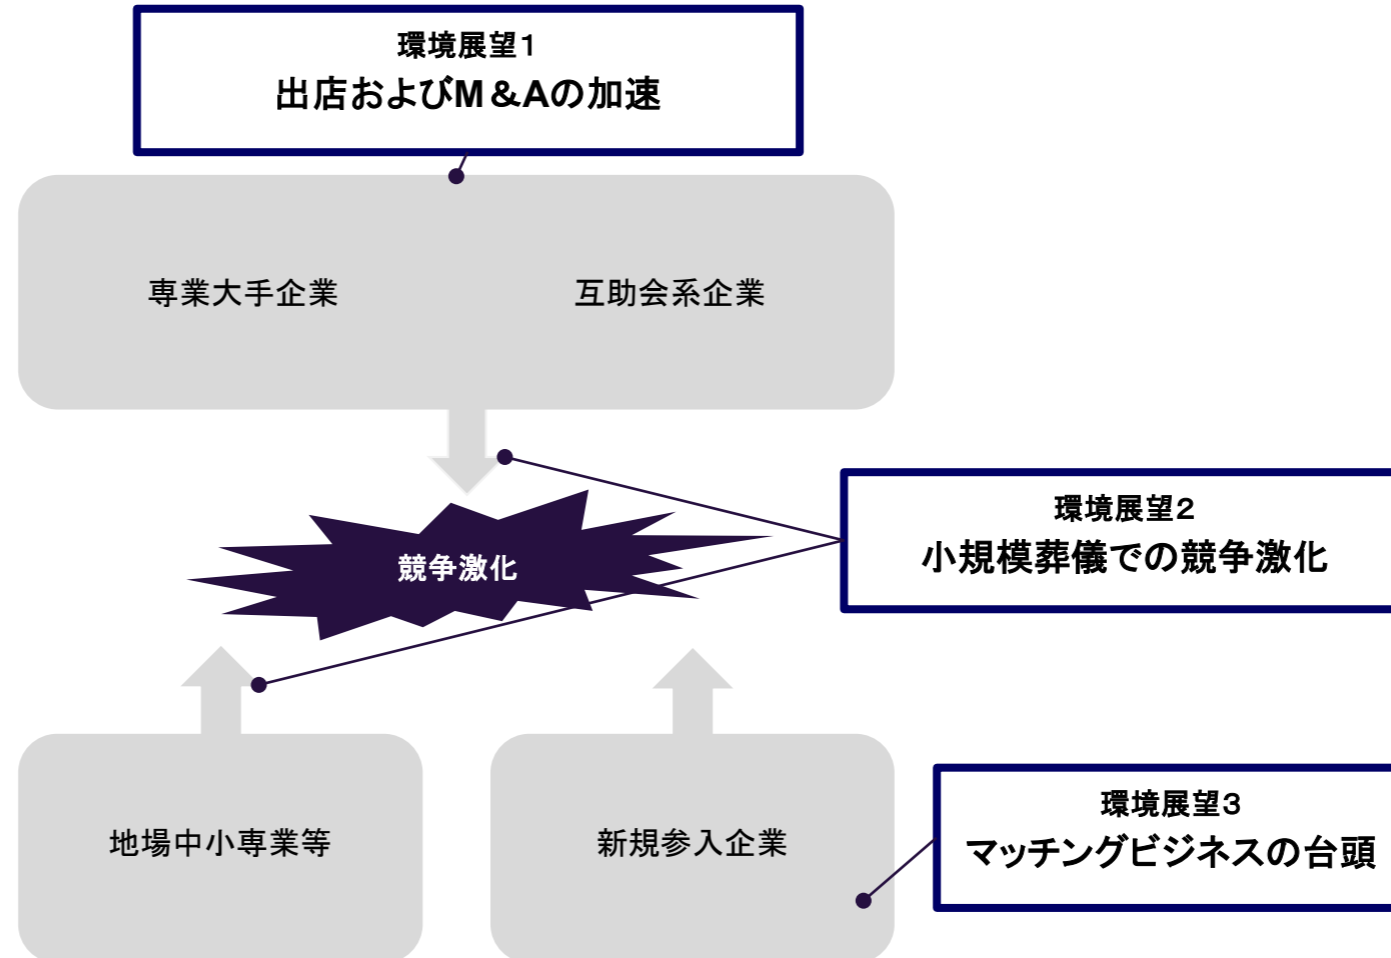 環境展望1
出店およびM&Aの加速
専業大手企業
互助会系企業
競争激化
環境展望2
小規模葬儀での競争激化
地場中小専業等
新規参入企業
環境展望3
マッチングビジネスの台頭